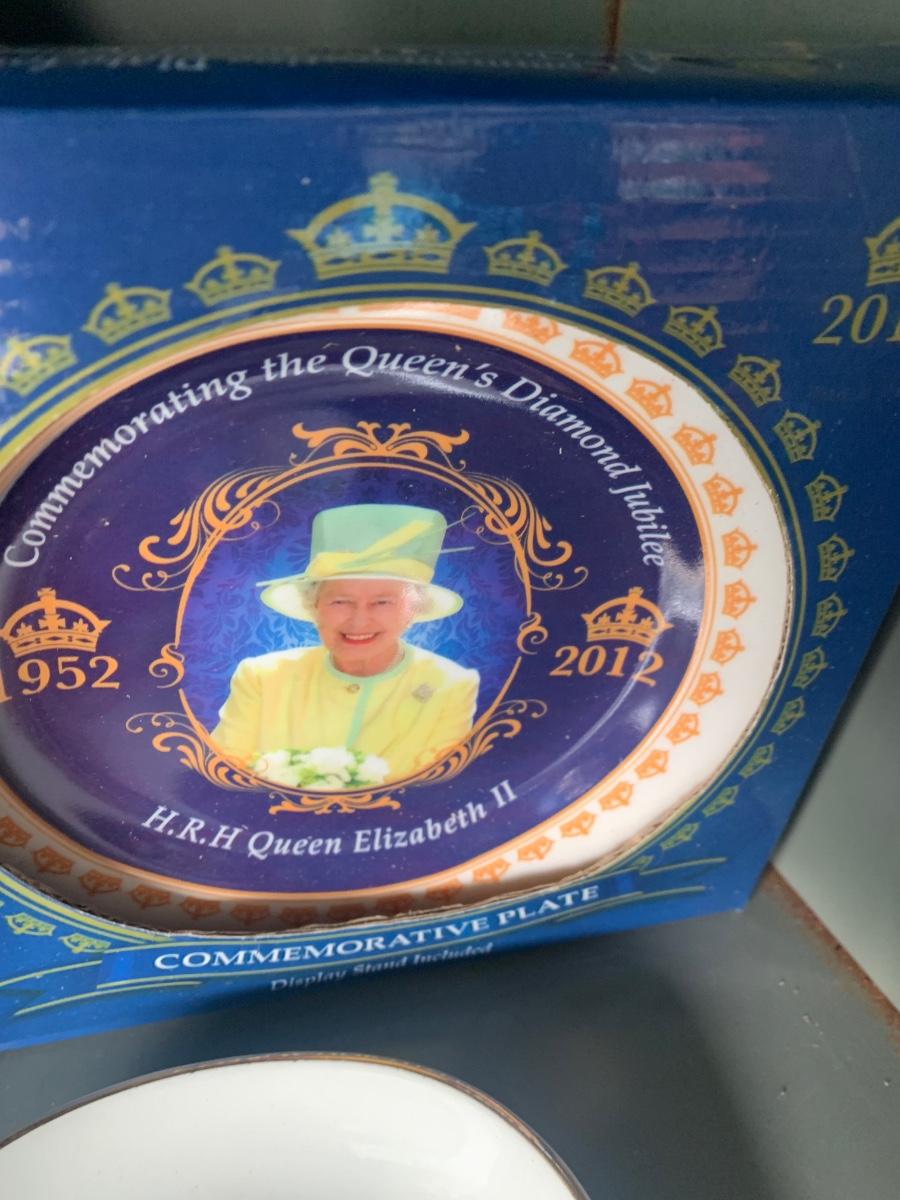 Commemorating the Queen's Diamond Jubilee
1952
2012
H.R.H Queen Elizabeth II
COMMEMORATIVE PLATE
Display Stand Included